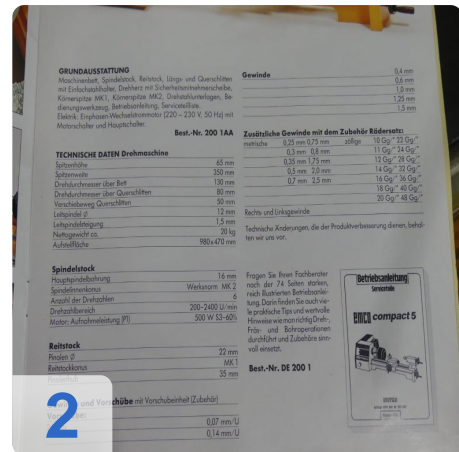 GRUNDAUSSTATTUNG
Maschinenbett, Spindelstock, Reitstock, Längs- und Querschlitten
mit Einfachstahlhalter, Drehherz mit Sicherheitsmitnehmerscheibe,
Körnerspitze MK1, Körnerspitze MK2, Drehstahlunterlagen, Be-
dienungswerkzeug, Betriebsanleitung, Serviceteilliste.
Elektrik: Einphasen-Wechselstrommotor (220 – 230 V, 50 Hz) mit
Motorschalter und Hauptschalter.
Best.-Nr. 200 1AA
TECHNISCHE DATEN Drehmaschine
Spitzenhöhe 65 mm
Spitzenweite 350 mm
Drehdurchmesser über Bett 130 mm
Drehdurchmesser über Querschlitten 80 mm
Verschiebeweg Querschlitten 50 mm
Leitspindel Ø 12 mm
Leitspindelsteigung 1,5 mm
Nettogewicht ca. 20 kg
Aufstellfläche 980x470 mm
Spindelstock
Hauptspindelbohrung 16 mm
Spindelinnenkonus Werksnorm MK 2
Anzahl der Drehzahlen 6
Drehzahlbereich 200–2400 U/min
Motor: Aufnahmeleistung (P1) 500 W S3–60%
Reitstock
Pinolen Ø 22 mm
Reitstockkonus MK 1
35 mm
und Vorschübe mit Vorschubeinheit (Zubehör)
0,07 mm/U
0,14 mm/U
2
Gewinde 0,4 mm
0,6 mm
1,0 mm
1,25 mm
1,5 mm
Zusätzliche Gewinde mit dem Zubehör Rädersatz:
metrische 0,25 mm 0,75 mm zöllige 10 Gg/" 22 Gg/"
0,3 mm 0,8 mm 11 Gg/" 24 Gg/"
0,35 mm 1,75 mm 12 Gg/" 28 Gg/"
0,5 mm 2,0 mm 14 Gg/" 32 Gg/"
0,7 mm 2,5 mm 16 Gg/" 36 Gg/"
18 Gg/" 40 Gg/"
20 Gg/" 48 Gg/"
Rechts- und Linksgewinde
Technische Änderungen, die der Produktverbesserung dienen, behal-
ten wir uns vor.
Fragen Sie Ihren Fachberater
nach der 74 Seiten starken,
reich illustrierten Betriebsanlei-
tung. Darin finden Sie auch vie-
le praktische Tips und wertvolle
Hinweise wie man richtig Dreh-,
Fräs- und Bohroperationen
durchführt und Zubehöre sinn-
voll einsetzt.
Best.-Nr. DE 200 1
Betriebsanleitung
Serviceteile
EMCO compact 5